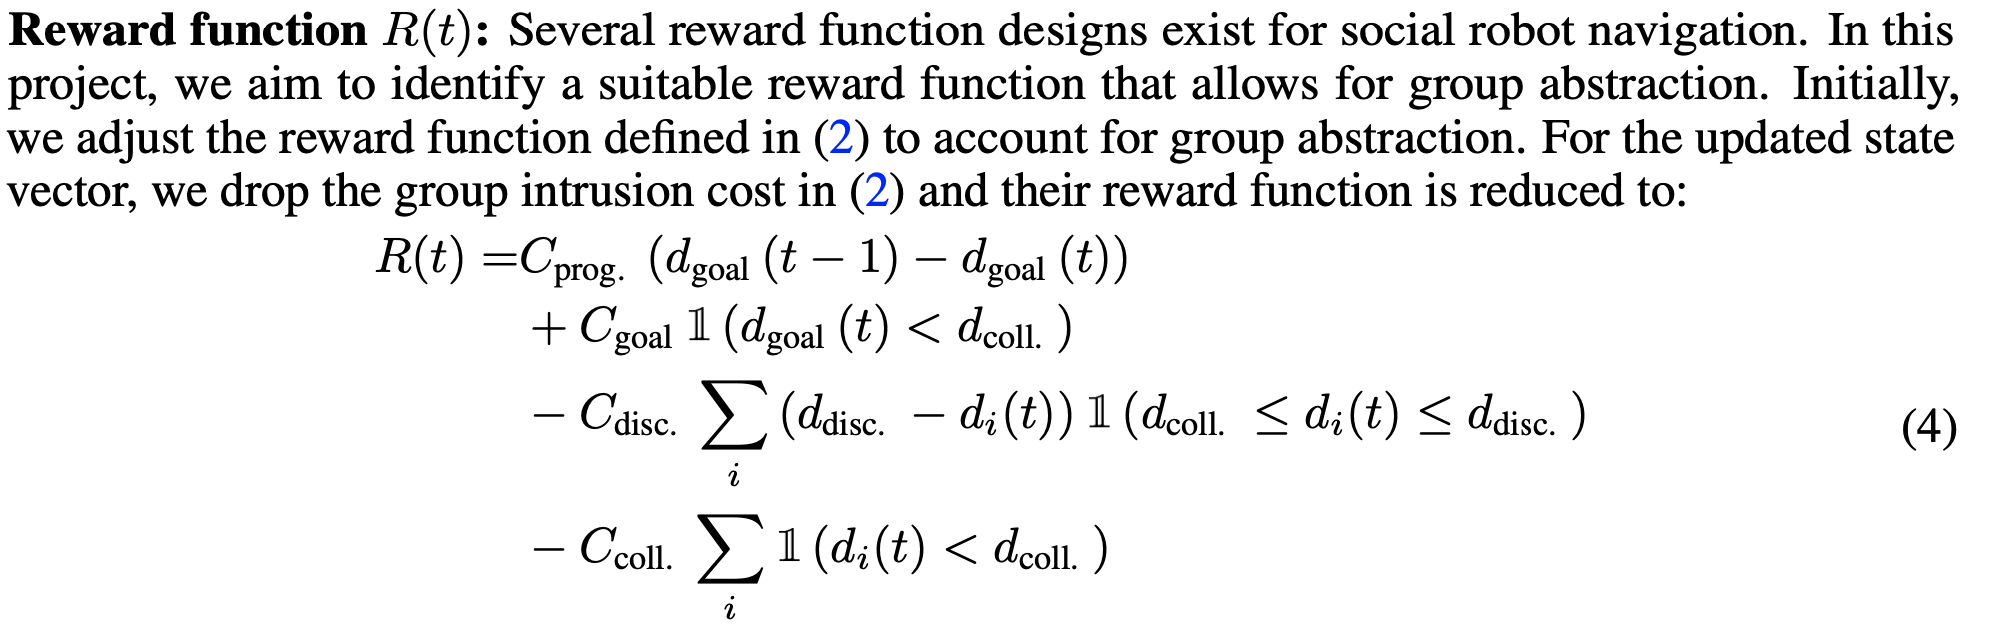 Reward function R(t): Several reward function designs exist for social robot navigation. In this
project, we aim to identify a suitable reward function that allows for group abstraction. Initially,
we adjust the reward function defined in (2) to account for group abstraction. For the updated state
vector, we drop the group intrusion cost in (2) and their reward function is reduced to:
R(t) =C_prog. (d_goal (t − 1) − d_goal (t))
+ C_goal 𝟙 (d_goal (t) < d_coll. )
− C_disc. ∑_i (d_disc. − d_i(t)) 𝟙 (d_coll. ≤ d_i(t) ≤ d_disc. ) (4)
− C_coll. ∑_i 𝟙 (d_i(t) < d_coll. )